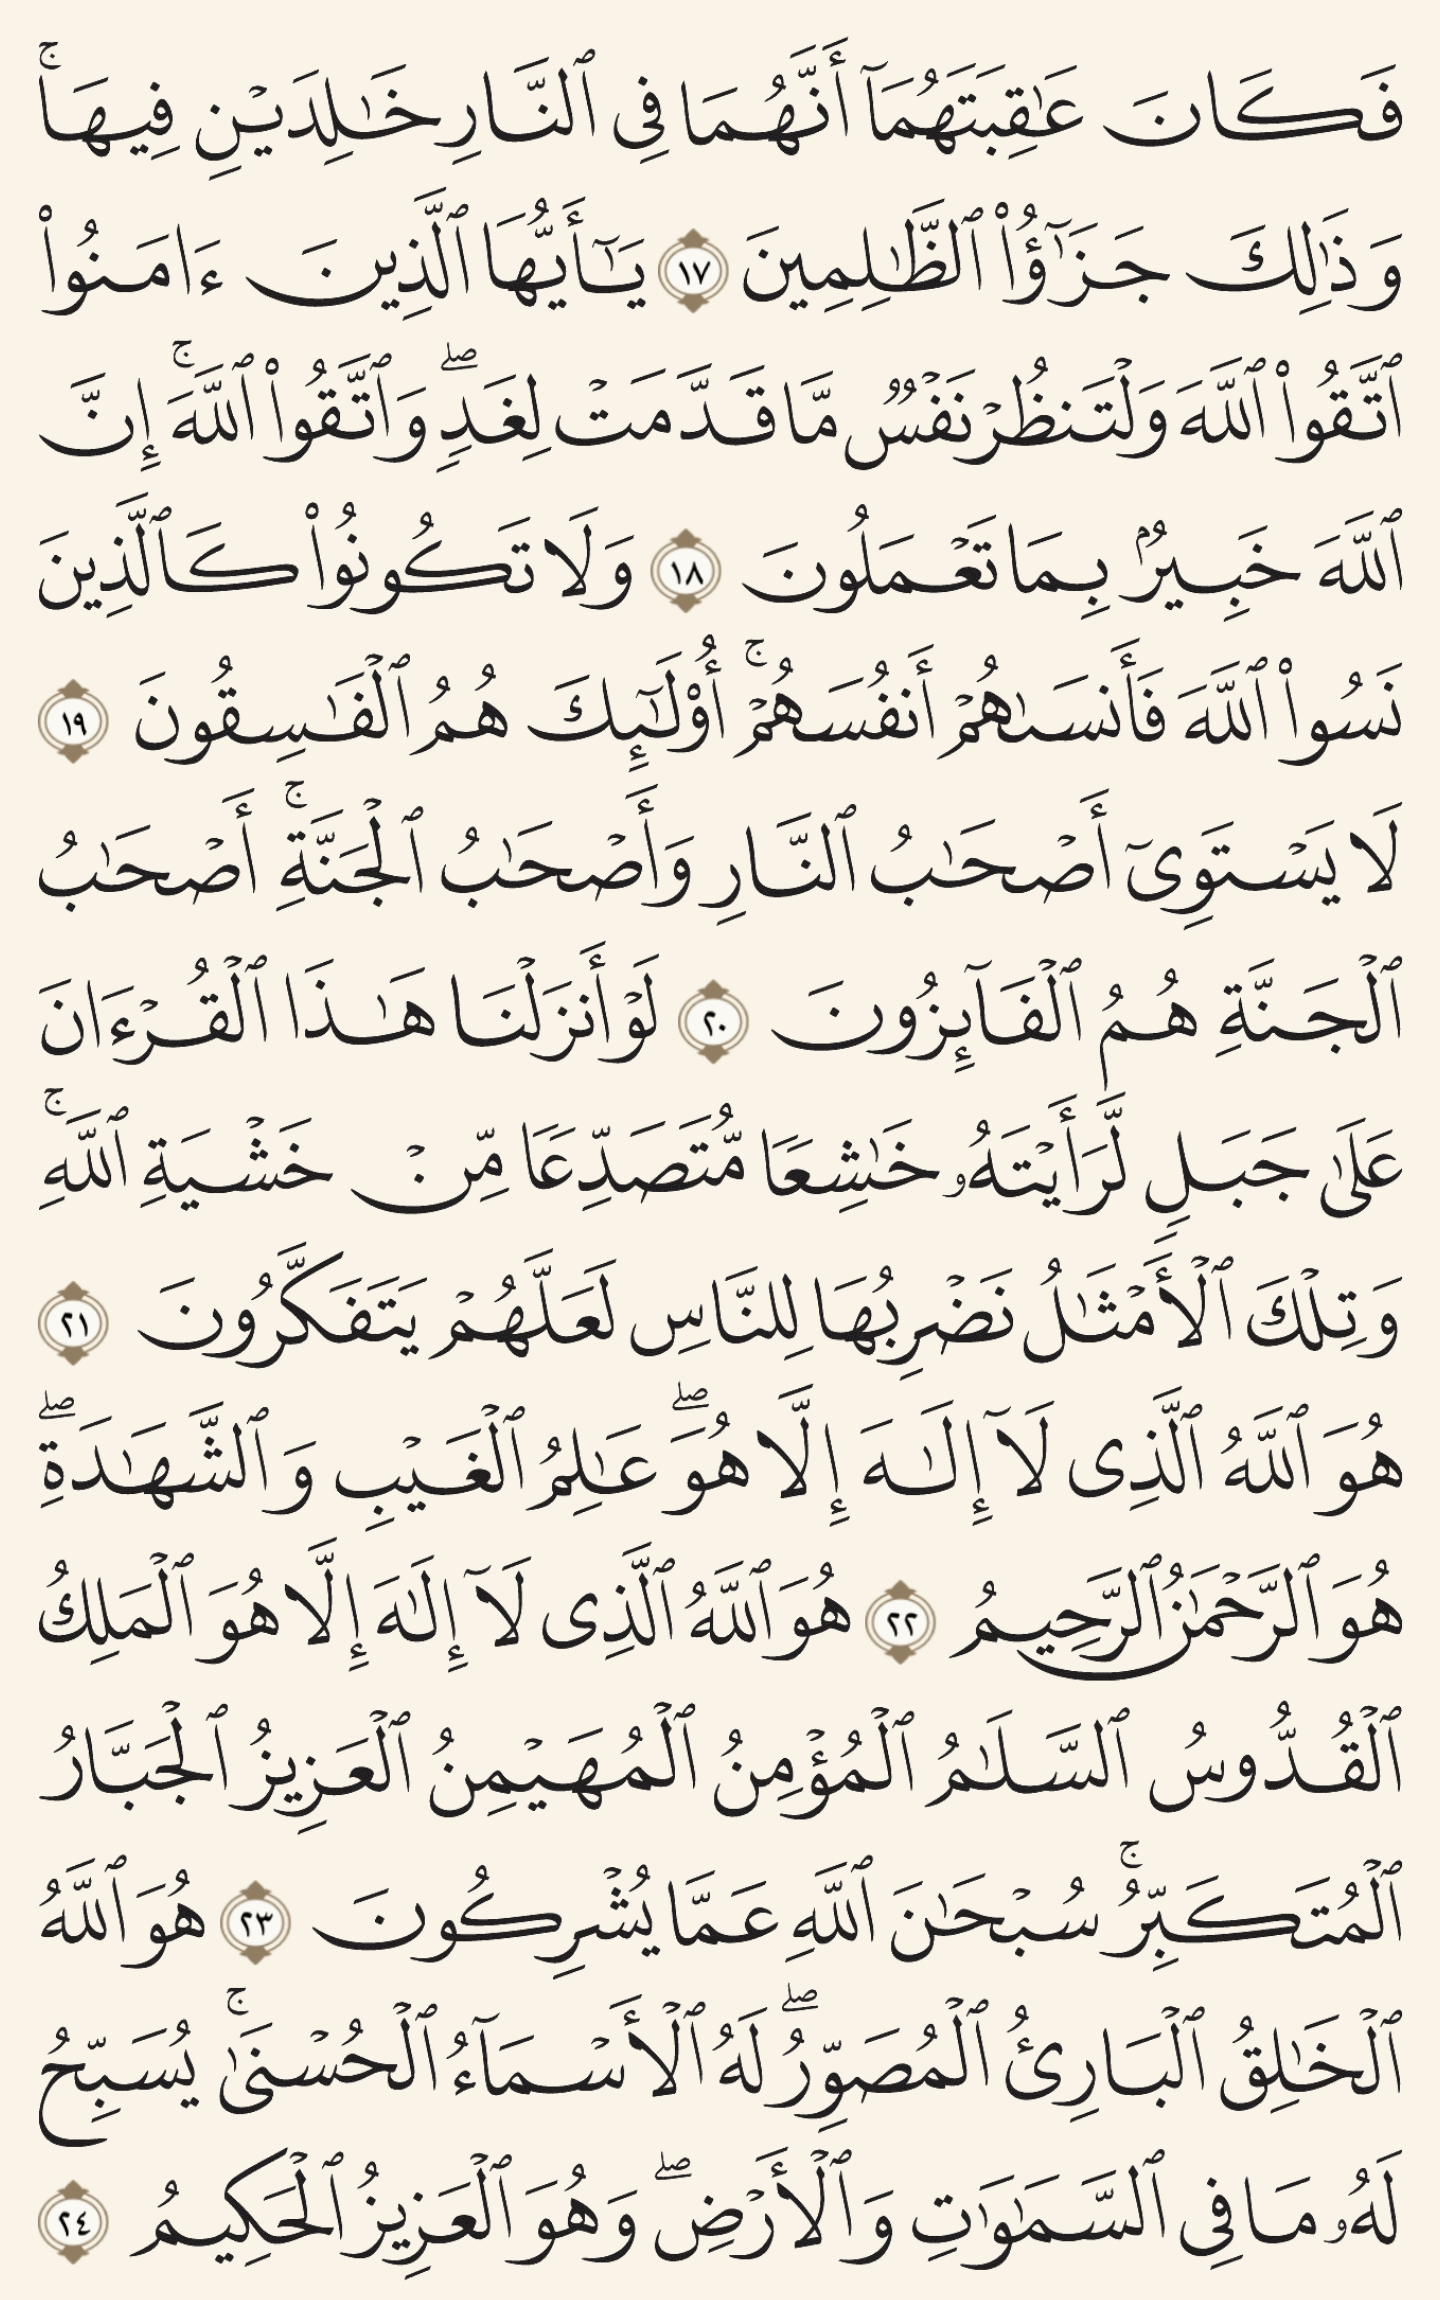 فَكَانَ عَـٰقِبَتَهُمَآ أَنَّهُمَا فِى ٱلنَّارِ خَـٰلِدَيْنِ فِيهَا ۚ
وَذَٰلِكَ جَزَٰٓؤُا۟ ٱلظَّـٰلِمِينَ ١٧ يَـٰٓأَيُّهَا ٱلَّذِينَ ءَامَنُوا۟
ٱتَّقُوا۟ ٱللَّهَ وَلْتَنظُرْ نَفْسٌ مَّا قَدَّمَتْ لِغَدٍ ۖ وَٱتَّقُوا۟ ٱللَّهَ ۚ إِنَّ
ٱللَّهَ خَبِيرٌۢ بِمَا تَعْمَلُونَ ١٨ وَلَا تَكُونُوا۟ كَٱلَّذِينَ
نَسُوا۟ ٱللَّهَ فَأَنسَىٰهُمْ أَنفُسَهُمْ ۚ أُو۟لَـٰٓئِكَ هُمُ ٱلْفَـٰسِقُونَ ١٩
لَا يَسْتَوِىٓ أَصْحَـٰبُ ٱلنَّارِ وَأَصْحَـٰبُ ٱلْجَنَّةِ ۚ أَصْحَـٰبُ
ٱلْجَنَّةِ هُمُ ٱلْفَآئِزُونَ ٢٠ لَوْ أَنزَلْنَا هَـٰذَا ٱلْقُرْءَانَ
عَلَىٰ جَبَلٍ لَّرَأَيْتَهُۥ خَـٰشِعًا مُّتَصَدِّعًا مِّنْ خَشْيَةِ ٱللَّهِ ۚ
وَتِلْكَ ٱلْأَمْثَـٰلُ نَضْرِبُهَا لِلنَّاسِ لَعَلَّهُمْ يَتَفَكَّرُونَ ٢١
هُوَ ٱللَّهُ ٱلَّذِى لَآ إِلَـٰهَ إِلَّا هُوَ ۖ عَـٰلِمُ ٱلْغَيْبِ وَٱلشَّهَـٰدَةِ ۖ
هُوَ ٱلرَّحْمَـٰنُ ٱلرَّحِيمُ ٢٢ هُوَ ٱللَّهُ ٱلَّذِى لَآ إِلَـٰهَ إِلَّا هُوَ ٱلْمَلِكُ
ٱلْقُدُّوسُ ٱلسَّلَـٰمُ ٱلْمُؤْمِنُ ٱلْمُهَيْمِنُ ٱلْعَزِيزُ ٱلْجَبَّارُ
ٱلْمُتَكَبِّرُ ۚ سُبْحَـٰنَ ٱللَّهِ عَمَّا يُشْرِكُونَ ٢٣ هُوَ ٱللَّهُ
ٱلْخَـٰلِقُ ٱلْبَارِئُ ٱلْمُصَوِّرُ ۖ لَهُ ٱلْأَسْمَآءُ ٱلْحُسْنَىٰ ۚ يُسَبِّحُ
لَهُۥ مَا فِى ٱلسَّمَـٰوَٰتِ وَٱلْأَرْضِ ۖ وَهُوَ ٱلْعَزِيزُ ٱلْحَكِيمُ ٢٤